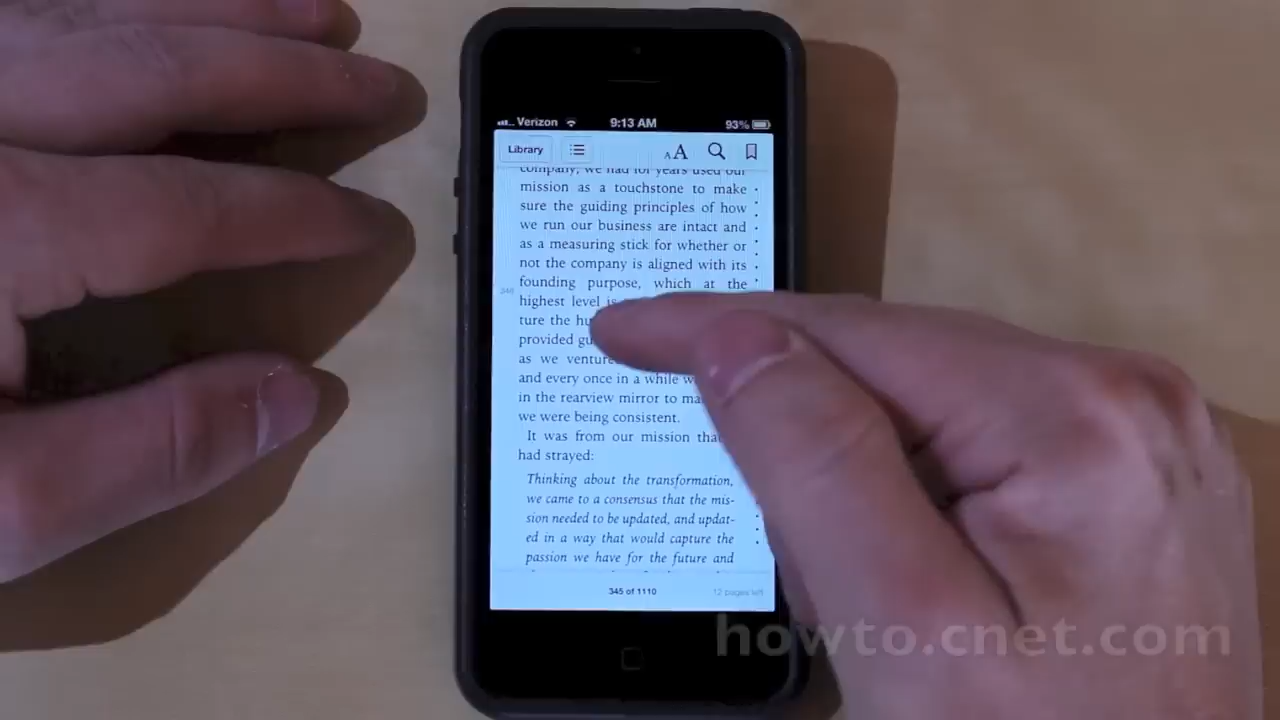 Verizon 9:13 AM 93%
Library AA
company, we had for years used our
mission as a touchstone to make
sure the guiding principles of how
we run our business are intact and
as a measuring stick for whether or
not the company is aligned with its
founding purpose, which at the
346
highest level is
ture the hu
provided gu
as we venture
and every once in a while w
in the rearview mirror to ma
we were being consistent.
It was from our mission tha
had strayed:
Thinking about the transformation,
we came to a consensus that the mis-
sion needed to be updated, and updat-
ed in a way that would capture the
passion we have for the future and
345 of 1110 12 pages left
howto.cnet.com